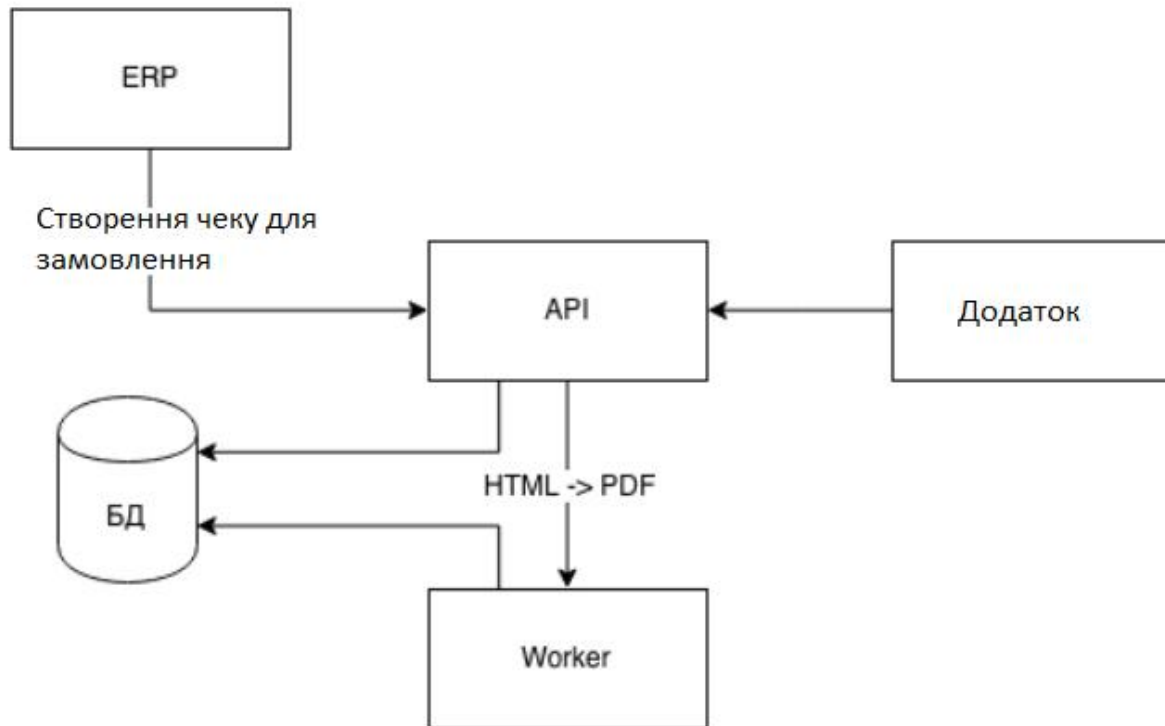 ERP
Створення чеку для
замовлення
API
Додаток
БД
HTML -> PDF
Worker